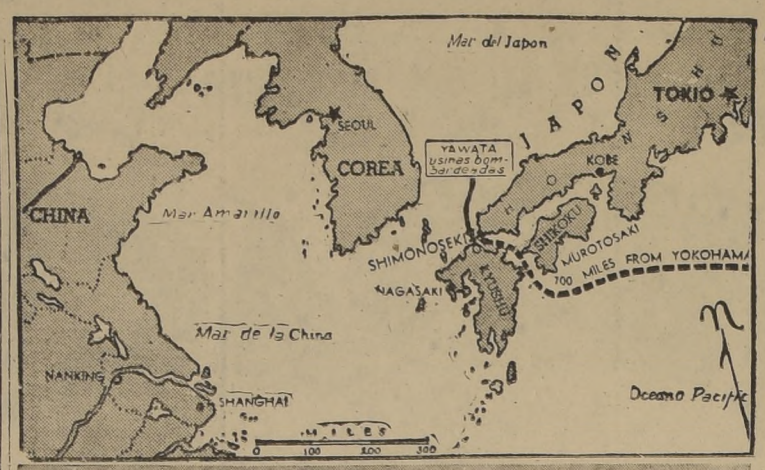 Mar del Japon
TOKIO
JAPON
SEOUL
YAWATA
usinas bom-
bardeadas
KOBE
COREA
HONSHU
CHINA
Mar Amarillo
SHIKOKU
SHIMONOSEKI
MUROTOSAKI
700 MILES FROM YOKOHAMA
NAGASAKI
KYUSHU
n
Mar de la China
NANKING
SHANGHAI
Oceano Pacific
MILES
0 100 200 300